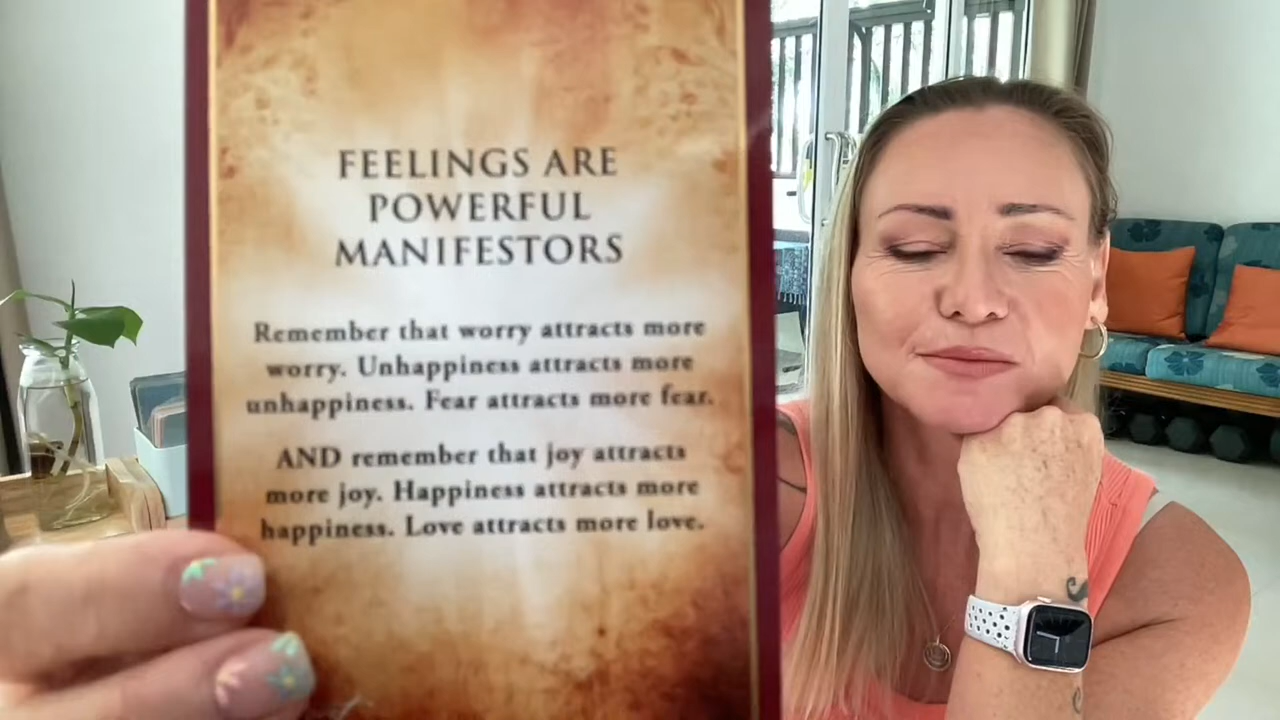 FEELINGS ARE
POWERFUL
MANIFESTORS
Remember that worry attracts more
worry. Unhappiness attracts more
unhappiness. Fear attracts more fear.
AND remember that joy attracts
more joy. Happiness attracts more
happiness. Love attracts more love.